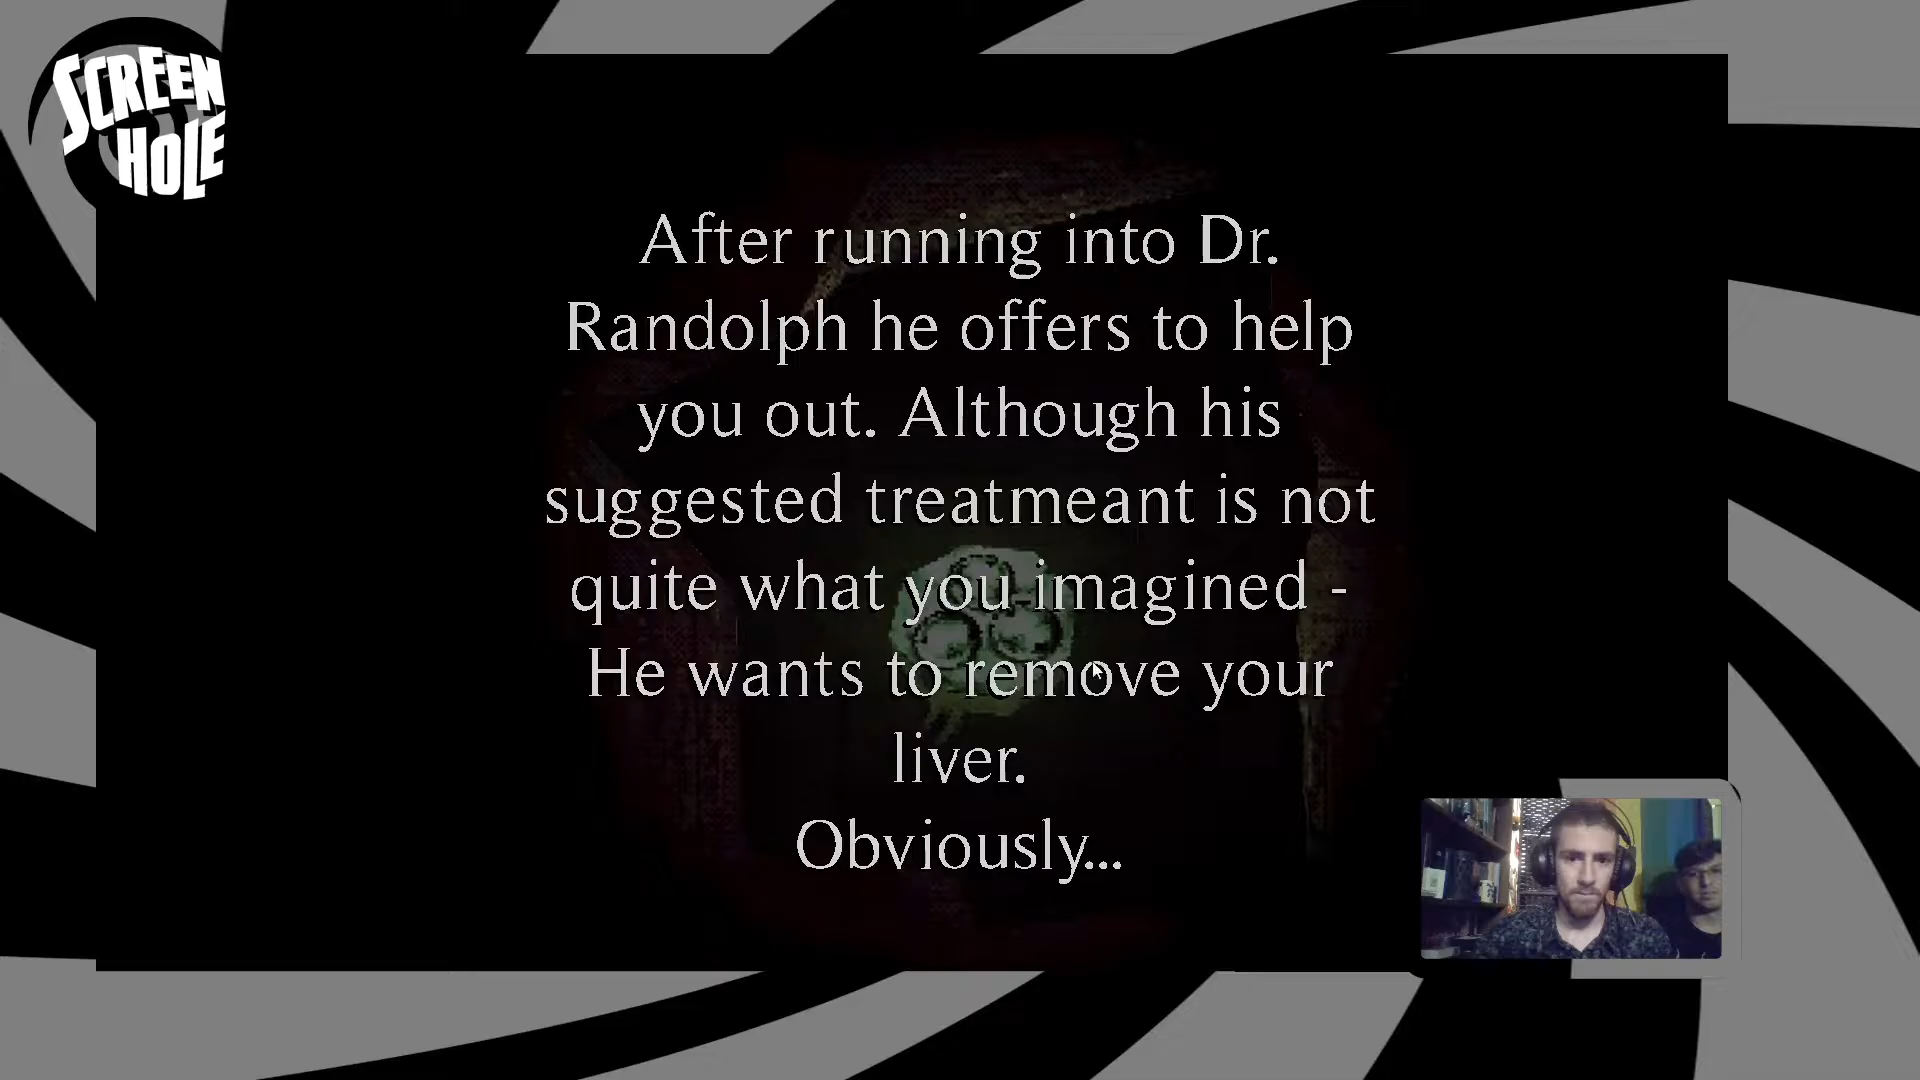 SCREEN
HOLE
After running into Dr.
Randolph he offers to help
you out. Although his
suggested treatmeant is not
quite what you imagined -
He wants to remove your
liver.
Obviously...